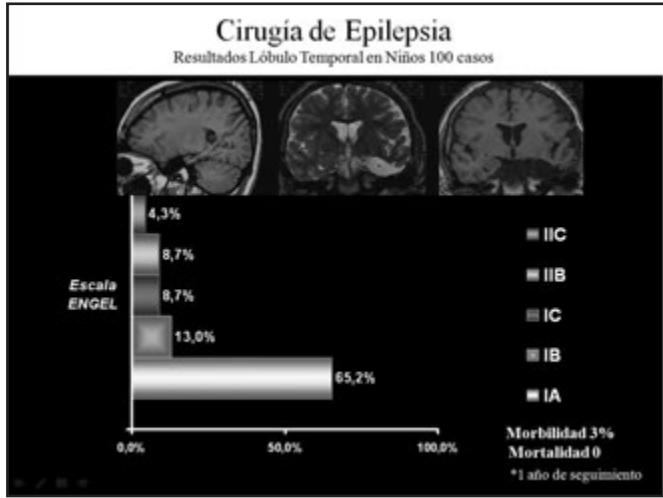 Cirugía de Epilepsia
Resultados Lóbulo Temporal en Niños 100 casos
4,3%
8,7%
8,7%
13,0%
65,2%
Escala
ENGEL
0,0%
50,0%
100,0%
IIC
IIB
IC
IB
IA
Morbilidad 3%
Mortalidad 0
*1 año de seguimiento